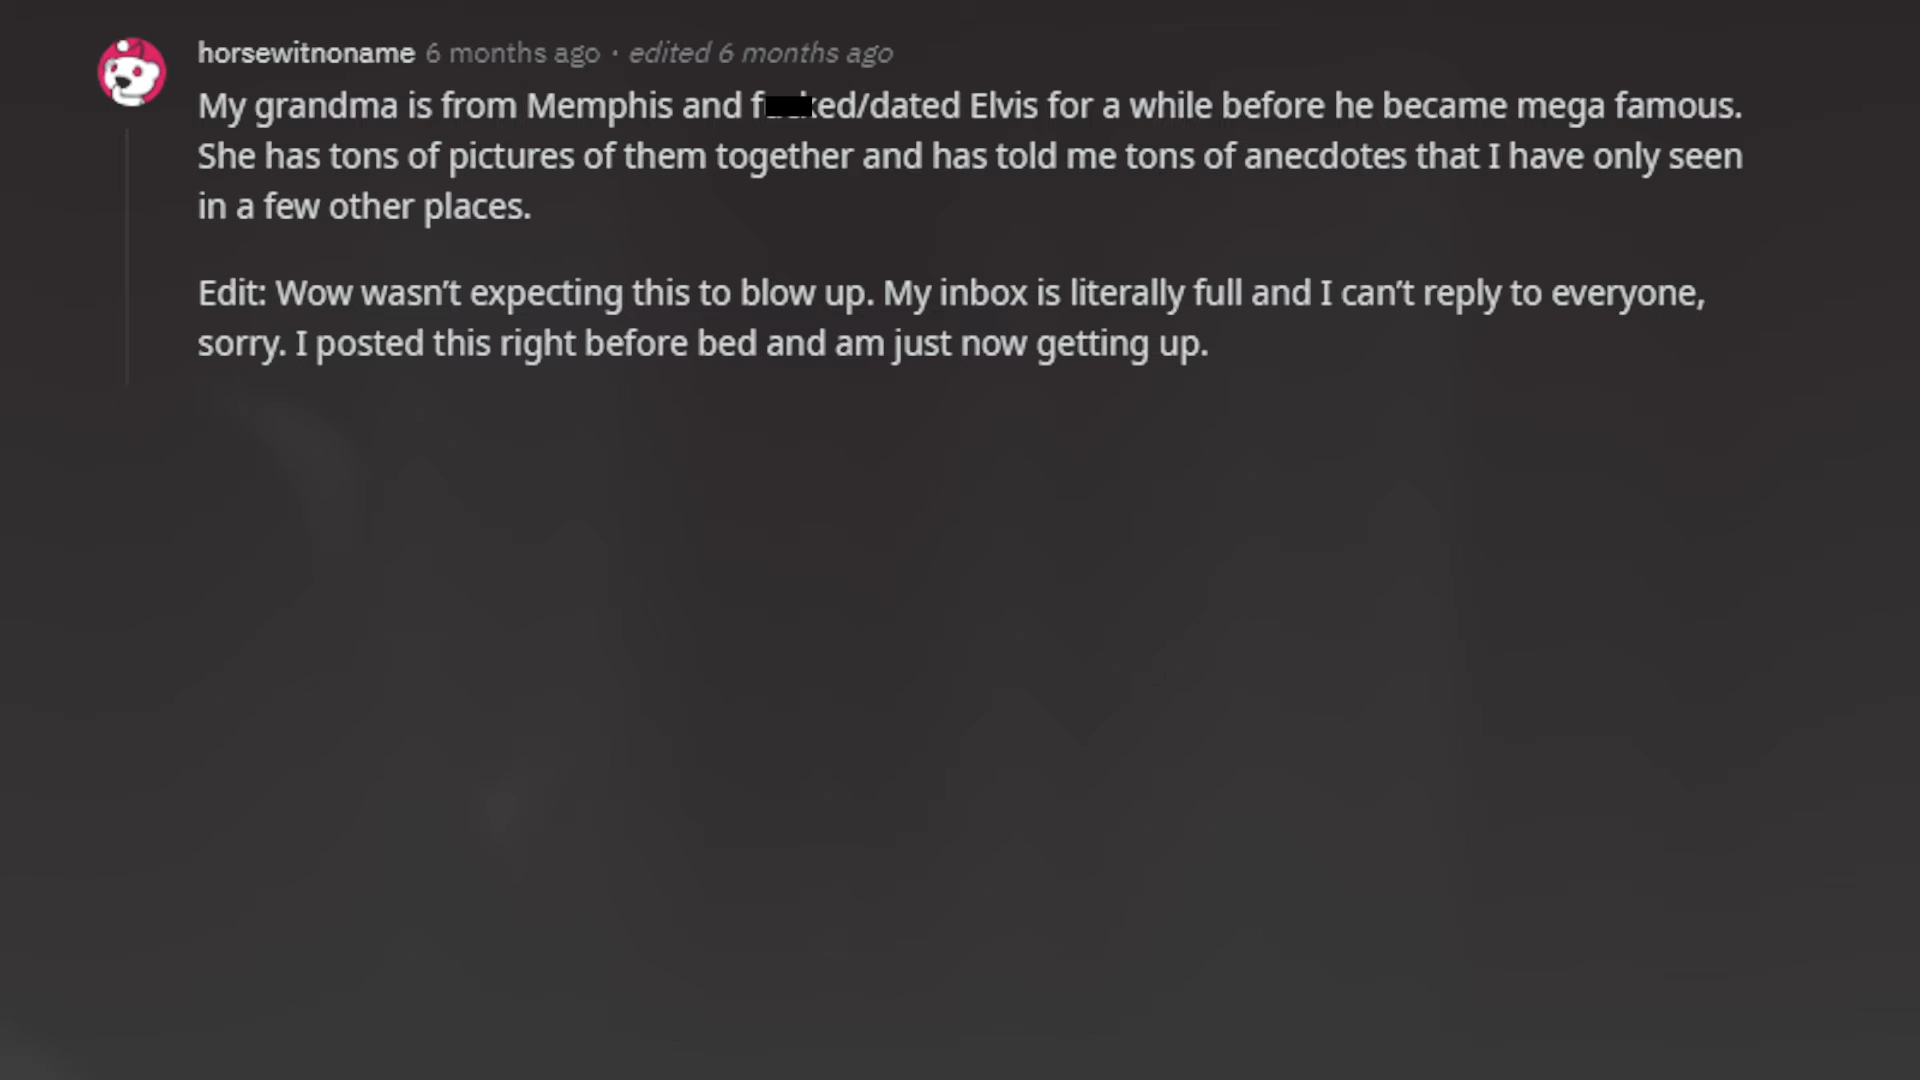 horsewitnoname 6 months ago · edited 6 months ago
My grandma is from Memphis and f ked/dated Elvis for a while before he became mega famous.
She has tons of pictures of them together and has told me tons of anecdotes that I have only seen
in a few other places.
Edit: Wow wasn’t expecting this to blow up. My inbox is literally full and I can’t reply to everyone,
sorry. I posted this right before bed and am just now getting up.